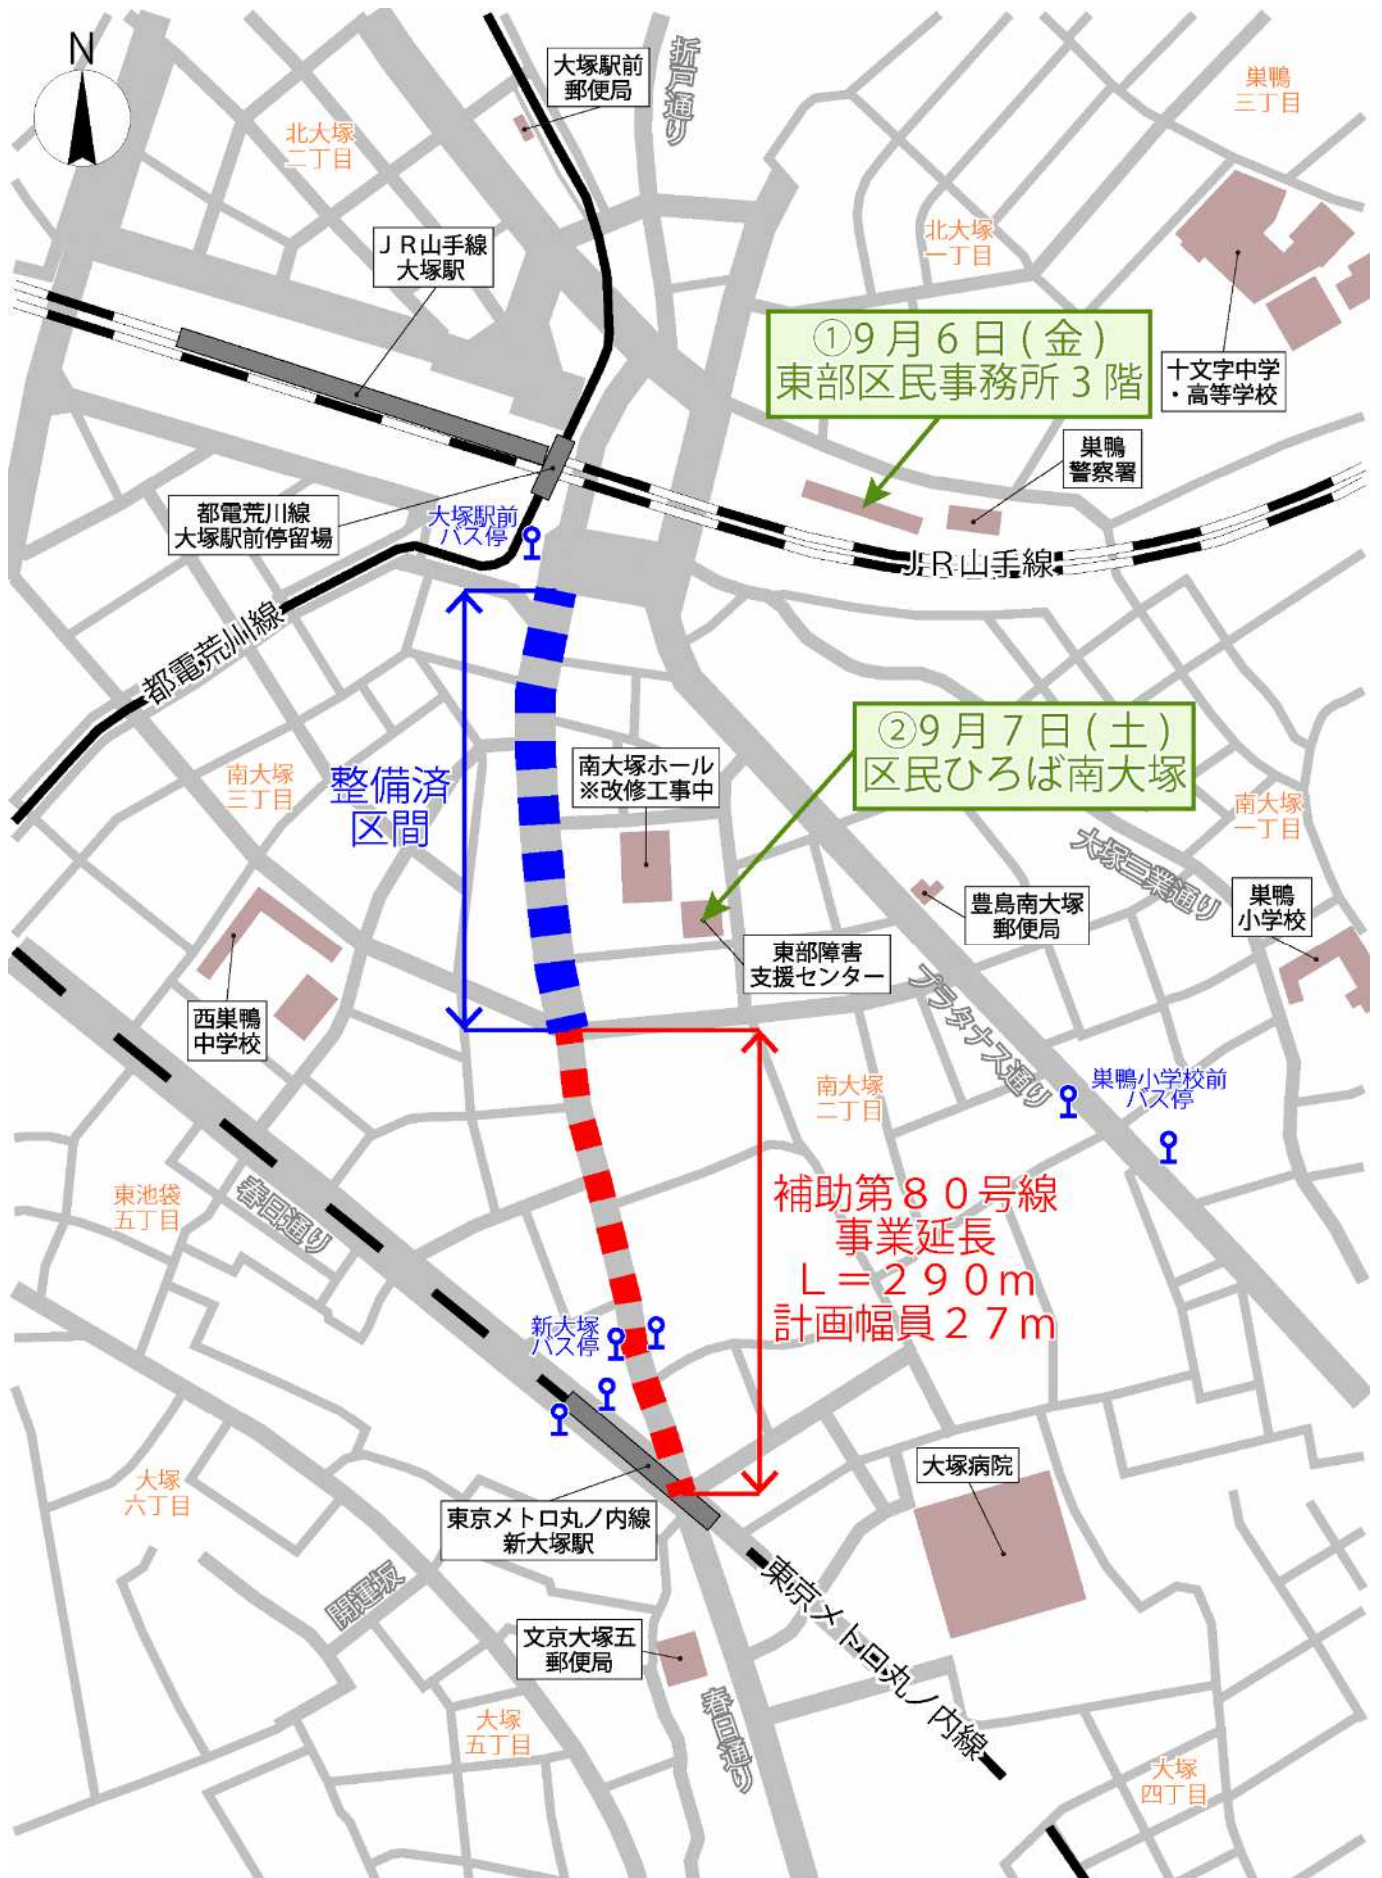 N
大塚駅前
郵便局
折戸通り
巣鴨
三丁目
北大塚
二丁目
ＪＲ山手線
大塚駅
北大塚
一丁目
①9月6日(金)
東部区民事務所3階
十文字中学
・高等学校
巣鴨
警察署
都電荒川線
大塚駅前停留場
大塚駅前
バス停
ＪＲ山手線
都電荒川線
②9月7日(土)
区民ひろば南大塚
南大塚
三丁目
整備済
区間
南大塚ホール
※改修工事中
南大塚
一丁目
大塚三業通り
豊島南大塚
郵便局
巣鴨
小学校
東部障害
支援センター
西巣鴨
中学校
プラタナス通り
南大塚
二丁目
巣鴨小学校前
バス停
東池袋
五丁目
春日通り
補助第８０号線
事業延長
Ｌ＝２９０ｍ
計画幅員２７ｍ
新大塚
バス停
大塚
六丁目
大塚病院
東京メトロ丸ノ内線
新大塚駅
開運坂
東京メトロ丸ノ内線
文京大塚五
郵便局
春日通り
大塚
五丁目
大塚
四丁目